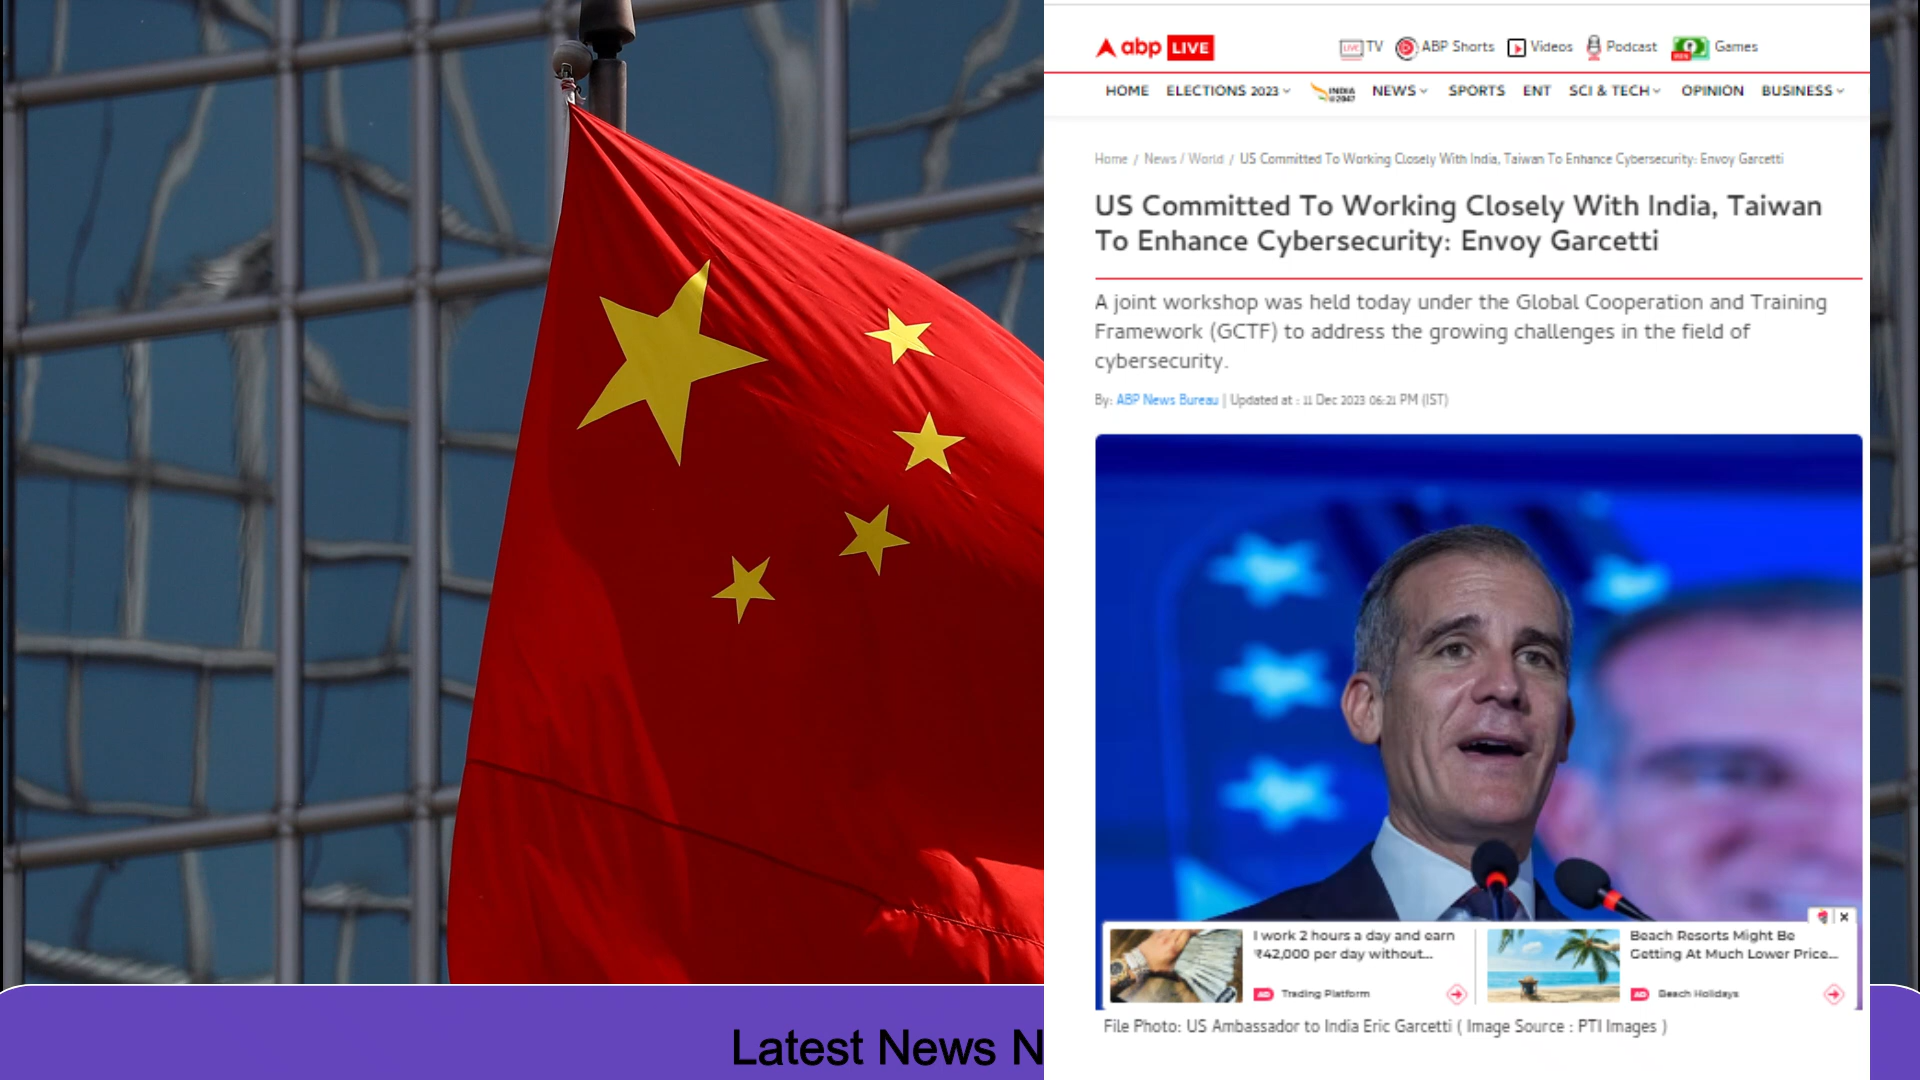 abp LIVE
LIVE TV ABP Shorts Videos Podcast Games
HOME ELECTIONS 2023 INDIA @2047 NEWS SPORTS ENT SCI & TECH OPINION BUSINESS
Home / News / World / US Committed To Working Closely With India, Taiwan To Enhance Cybersecurity: Envoy Garcetti
US Committed To Working Closely With India, Taiwan
To Enhance Cybersecurity: Envoy Garcetti
A joint workshop was held today under the Global Cooperation and Training
Framework (GCTF) to address the growing challenges in the field of
cybersecurity.
By: ABP News Bureau | Updated at : 11 Dec 2023 06:21 PM (IST)
I work 2 hours a day and earn
₹42,000 per day without...
AD Trading Platform
Beach Resorts Might Be
Getting At Much Lower Price...
AD Beach Holidays
File Photo: US Ambassador to India Eric Garcetti ( Image Source : PTI Images )
Latest News N